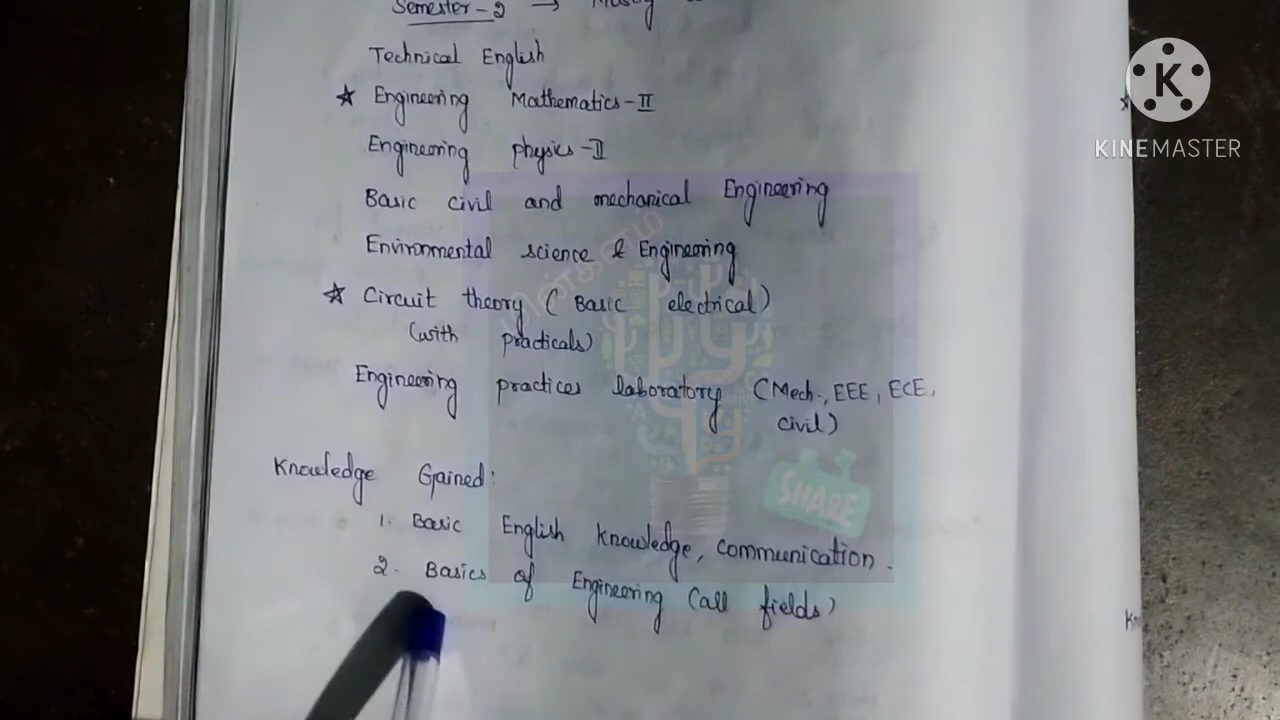 Semester - 2 →
Technical English
☆ Engineering Mathematics - II
Engineering physics - II
Basic civil and mechanical Engineering
Environmental science & Engineering
☆ Circuit theory ( Basic electrical )
(with practicals)
Engineering practices laboratory (Mech., EEE, ECE,
civil)
Knowledge Gained :
1. Basic English knowledge, communication .
2. Basics of Engineering (all fields)
SHARE
K
KINEMASTER